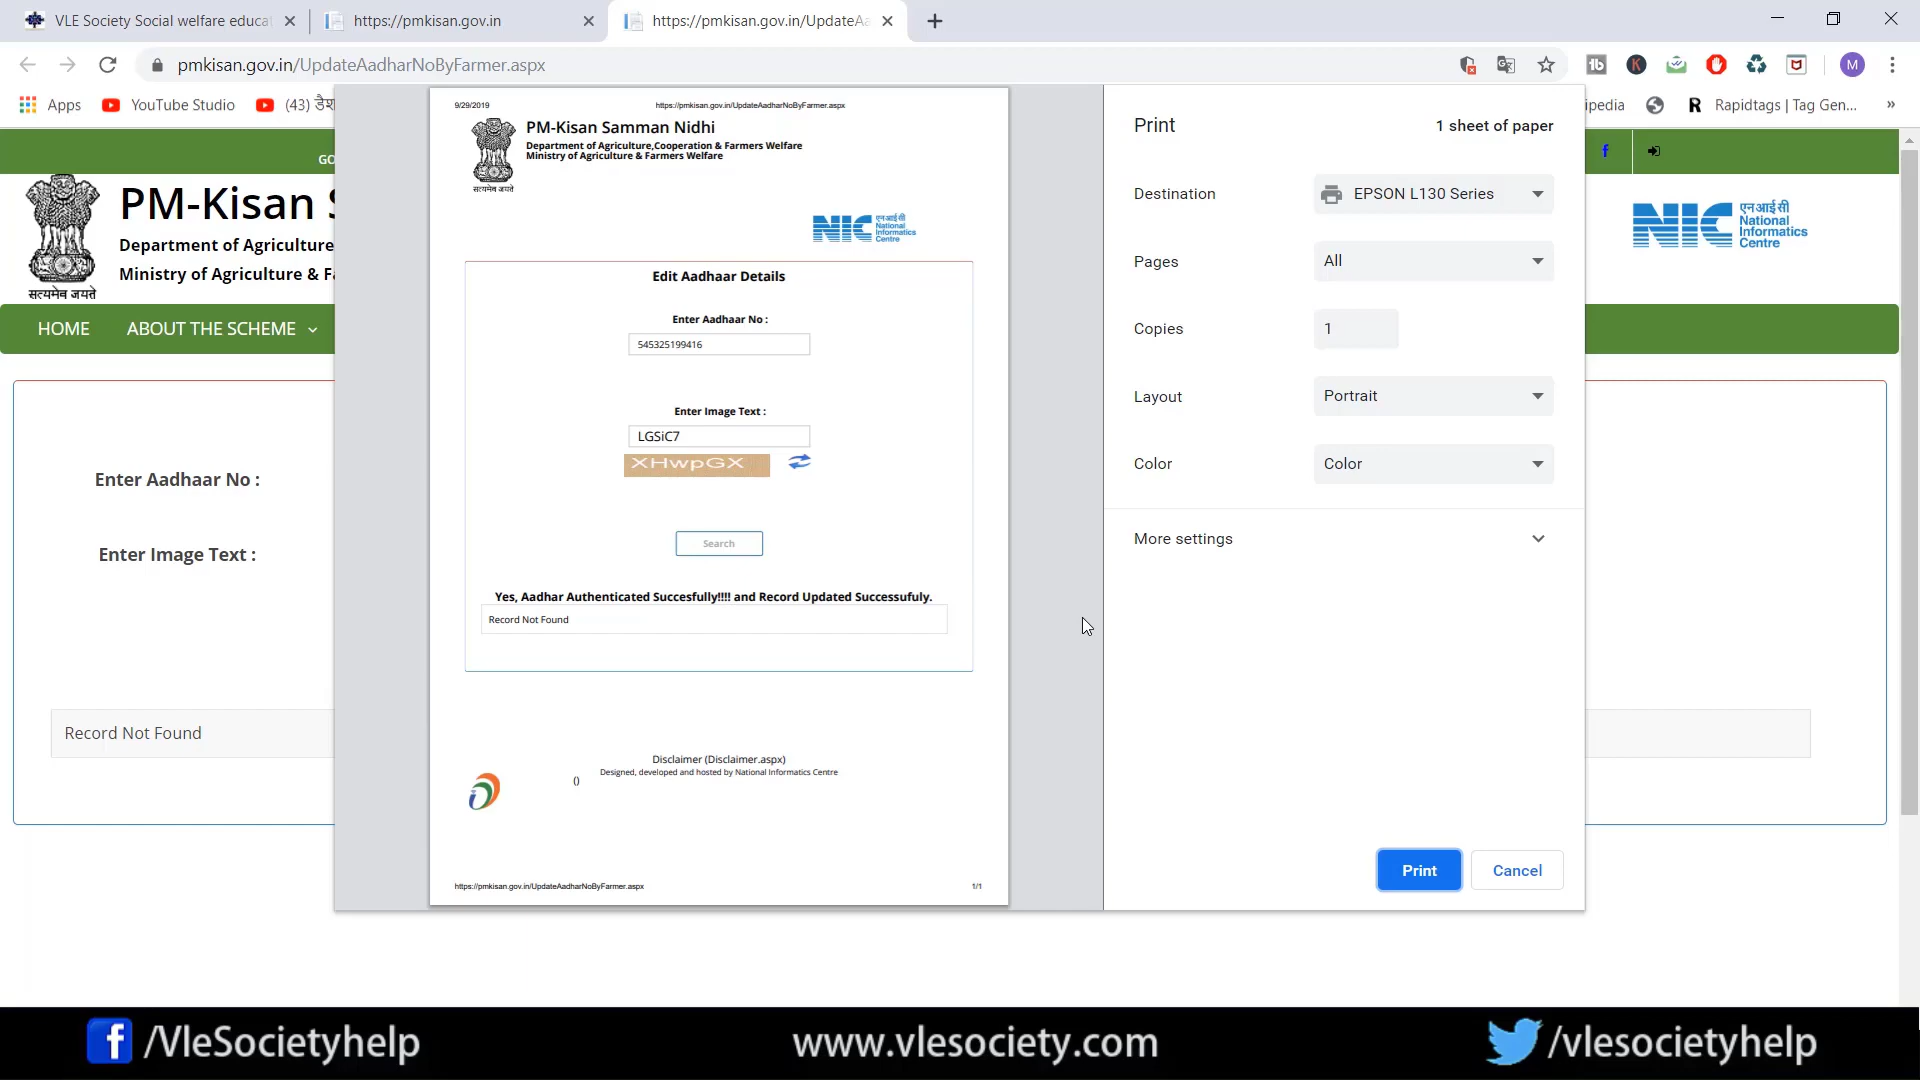 VLE Society Social welfare educa
https://pmkisan.gov.in
https://pmkisan.gov.in/UpdateAa
pmkisan.gov.in/UpdateAadharNoByFarmer.aspx
M
Apps
YouTube Studio
(43) डैश
ipedia
Rapidtags | Tag Gen...
»
GO
PM-Kisan S
Department of Agriculture
Ministry of Agriculture & Fa
सत्यमेव जयते
HOME
ABOUT THE SCHEME
Enter Aadhaar No :
Enter Image Text :
Record Not Found
9/29/2019
https://pmkisan.gov.in/UpdateAadharNoByFarmer.aspx
PM-Kisan Samman Nidhi
Department of Agriculture,Cooperation & Farmers Welfare
Ministry of Agriculture & Farmers Welfare
सत्यमेव जयते
NIC एनआईसी
National
Informatics
Centre
Edit Aadhaar Details
Enter Aadhaar No :
545325199416
Enter Image Text :
LGSiC7
XHwpGX
Search
Yes, Aadhar Authenticated Succesfully!!!! and Record Updated Successufuly.
Record Not Found
Disclaimer (Disclaimer.aspx)
()
Designed, developed and hosted by National Informatics Centre
https://pmkisan.gov.in/UpdateAadharNoByFarmer.aspx
1/1
Print
1 sheet of paper
Destination
EPSON L130 Series
Pages
All
Copies
1
Layout
Portrait
Color
Color
More settings
Print
Cancel
f
NIC एनआईसी
National
Informatics
Centre
f /VleSocietyhelp
www.vlesociety.com
/vlesocietyhelp